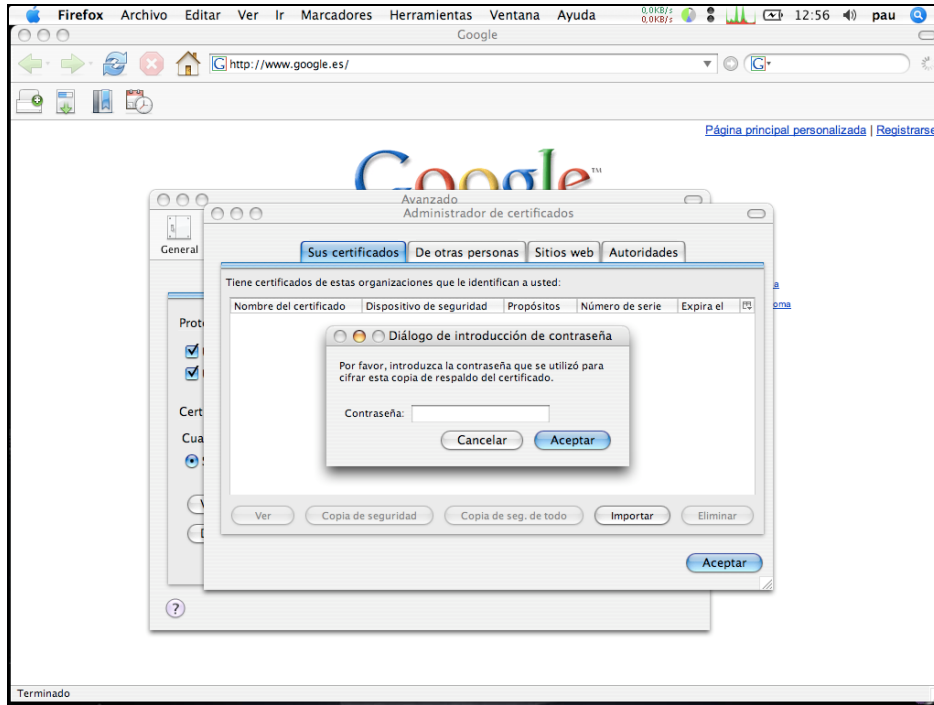 Firefox Archivo Editar Ver Ir Marcadores Herramientas Ventana Ayuda 0,0KB/s 0,0KB/s 12:56 pau
Google
http://www.google.es/ G
Página principal personalizada | Registrarse
Google™
Avanzado
Administrador de certificados
General
Sus certificados De otras personas Sitios web Autoridades
Tiene certificados de estas organizaciones que le identifican a usted:
Nombre del certificado Dispositivo de seguridad Propósitos Número de serie Expira el
Diálogo de introducción de contraseña
Por favor, introduzca la contraseña que se utilizó para
cifrar esta copia de respaldo del certificado.
Contraseña:
Cancelar Aceptar
Ver Copia de seguridad Copia de seg. de todo Importar Eliminar
Aceptar
?
Terminado